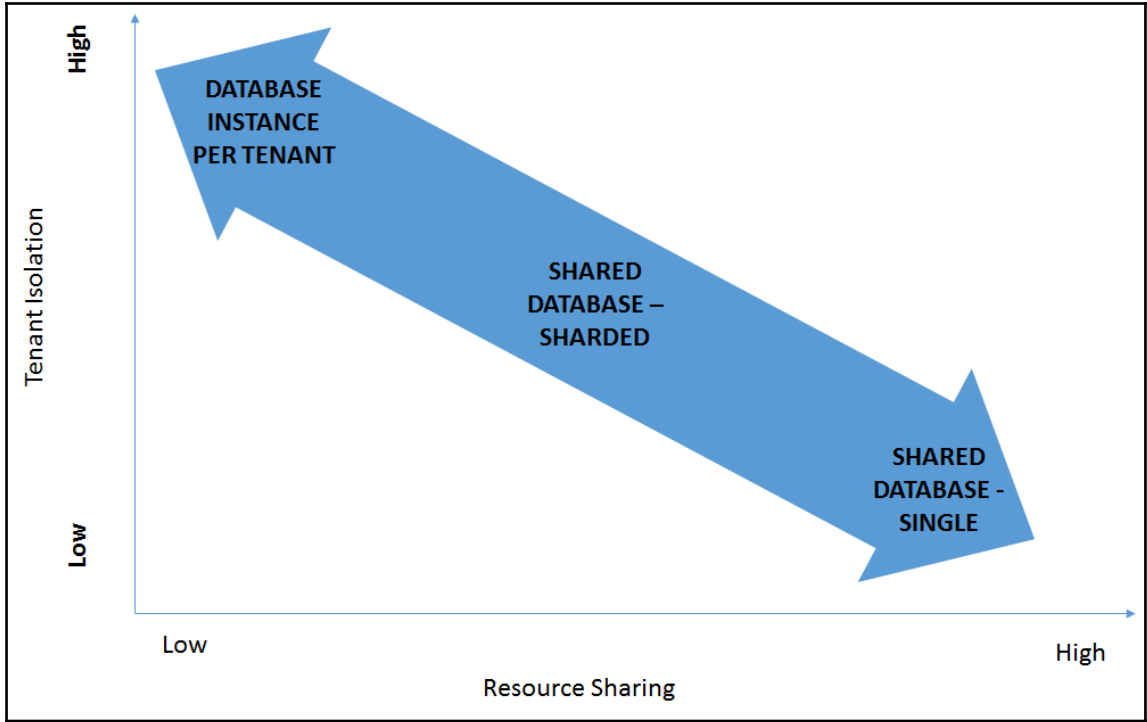 High
DATABASE
INSTANCE
PER TENANT
Tenant Isolation
SHARED
DATABASE –
SHARDED
SHARED
DATABASE -
SINGLE
Low
Low
High
Resource Sharing